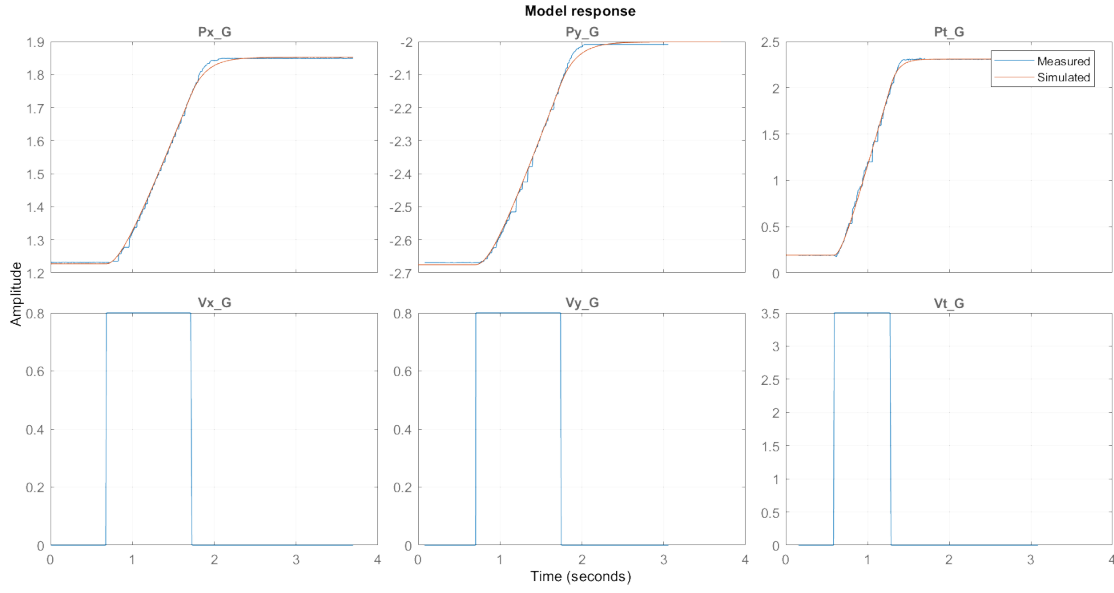 Model response
Px_G Py_G Pt_G
1.9 -2 2.5
1.8 -2.1 2
1.7 -2.2
1.6 -2.3 1.5
1.5 -2.4 1
1.4 -2.5
1.3 -2.6 0.5
1.2 -2.7 0
Measured
Simulated
Amplitude
Vx_G Vy_G Vt_G
0.8 0.8 3.5
3
0.6 0.6 2.5
2
0.4 0.4 1.5
0.2 0.2 1
0.5
0 0 0
0 1 2 3 4 0 1 2 3 4 0 1 2 3 4
Time (seconds)